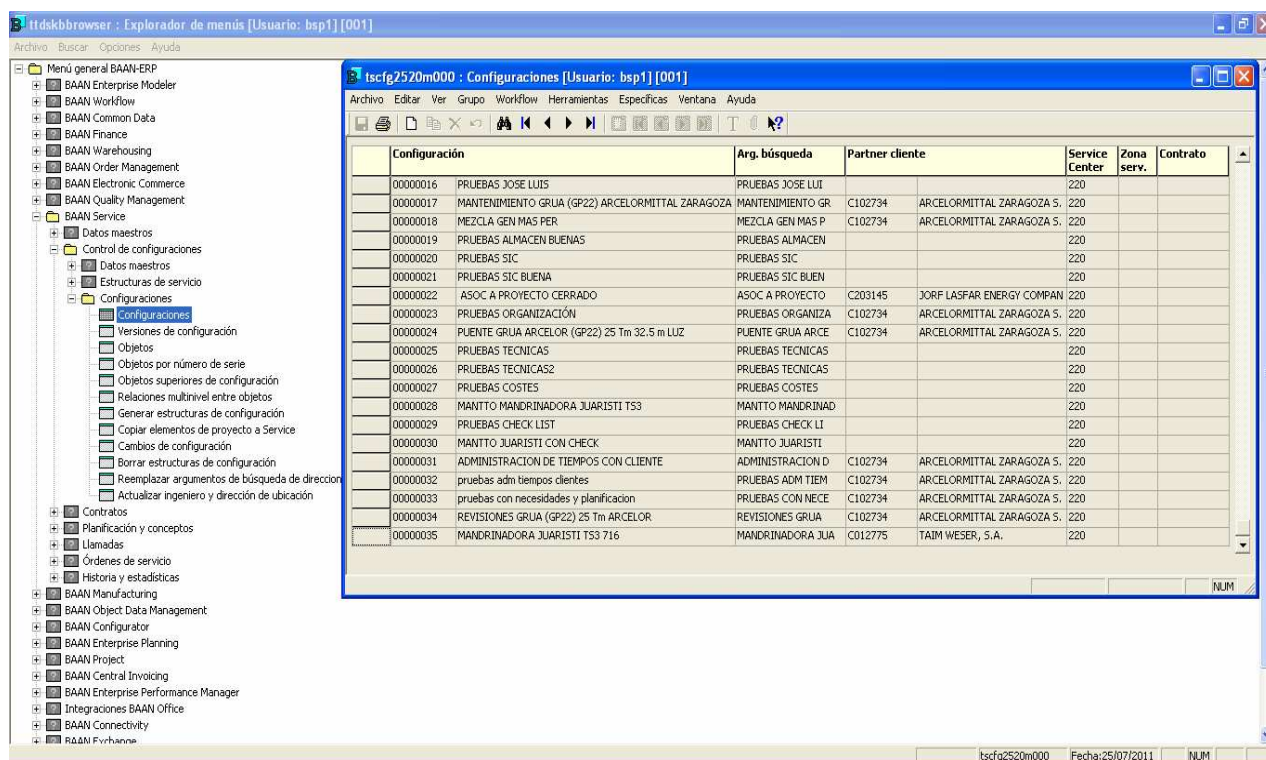 ttdskbbrowser : Explorador de menús [Usuario: bsp1] [001]
Archivo Buscar Opciones Ayuda
Menú general BAAN-ERP
BAAN Enterprise Modeler
BAAN Workflow
BAAN Common Data
BAAN Finance
BAAN Warehousing
BAAN Order Management
BAAN Electronic Commerce
BAAN Quality Management
BAAN Service
Datos maestros
Control de configuraciones
Datos maestros
Estructuras de servicio
Configuraciones
Configuraciones
Versiones de configuración
Objetos
Objetos por número de serie
Objetos superiores de configuración
Relaciones multinivel entre objetos
Generar estructuras de configuración
Copiar elementos de proyecto a Service
Cambios de configuración
Borrar estructuras de configuración
Reemplazar argumentos de búsqueda de direccion
Actualizar ingeniero y dirección de ubicación
Contratos
Planificación y conceptos
Llamadas
Órdenes de servicio
Historia y estadísticas
BAAN Manufacturing
BAAN Object Data Management
BAAN Configurator
BAAN Enterprise Planning
BAAN Project
BAAN Central Invoicing
BAAN Enterprise Performance Manager
Integraciones BAAN Office
BAAN Connectivity
BAAN Exchange
tscfg2520m000 : Configuraciones [Usuario: bsp1] [001]
Archivo Editar Ver Grupo Workflow Herramientas Específicas Ventana Ayuda
Configuración Arg. búsqueda Partner cliente Service Center Zona serv. Contrato
00000016 PRUEBAS JOSE LUIS PRUEBAS JOSE LUI 220
00000017 MANTENIMIENTO GRUA (GP22) ARCELORMITTAL ZARAGOZA MANTENIMIENTO GR C102734 ARCELORMITTAL ZARAGOZA S. 220
00000018 MEZCLA GEN MAS PER MEZCLA GEN MAS P C102734 ARCELORMITTAL ZARAGOZA S. 220
00000019 PRUEBAS ALMACEN BUENAS PRUEBAS ALMACEN 220
00000020 PRUEBAS SIC PRUEBAS SIC 220
00000021 PRUEBAS SIC BUENA PRUEBAS SIC BUEN 220
00000022 ASOC A PROYECTO CERRADO ASOC A PROYECTO C203145 JORF LASFAR ENERGY COMPAN 220
00000023 PRUEBAS ORGANIZACIÓN PRUEBAS ORGANIZA C102734 ARCELORMITTAL ZARAGOZA S. 220
00000024 PUENTE GRUA ARCELOR (GP22) 25 Tm 32.5 m LUZ PUENTE GRUA ARCE C102734 ARCELORMITTAL ZARAGOZA S. 220
00000025 PRUEBAS TECNICAS PRUEBAS TECNICAS 220
00000026 PRUEBAS TECNICAS2 PRUEBAS TECNICAS 220
00000027 PRUEBAS COSTES PRUEBAS COSTES 220
00000028 MANTTO MANDRINADORA JUARISTI TS3 MANTTO MANDRINAD 220
00000029 PRUEBAS CHECK LIST PRUEBAS CHECK LI 220
00000030 MANTTO JUARISTI CON CHECK MANTTO JUARISTI 220
00000031 ADMINISTRACION DE TIEMPOS CON CLIENTE ADMINISTRACION D C102734 ARCELORMITTAL ZARAGOZA S. 220
00000032 pruebas adm tiempos clientes PRUEBAS ADM TIEM C102734 ARCELORMITTAL ZARAGOZA S. 220
00000033 pruebas con necesidades y planificacion PRUEBAS CON NECE C102734 ARCELORMITTAL ZARAGOZA S. 220
00000034 REVISIONES GRUA (GP22) 25 Tm ARCELOR REVISIONES GRUA C102734 ARCELORMITTAL ZARAGOZA S. 220
00000035 MANDRINADORA JUARISTI TS3 716 MANDRINADORA JUA C012775 TAIM WESER, S.A. 220
NUM
tscfg2520m000 Fecha:25/07/2011 NUM